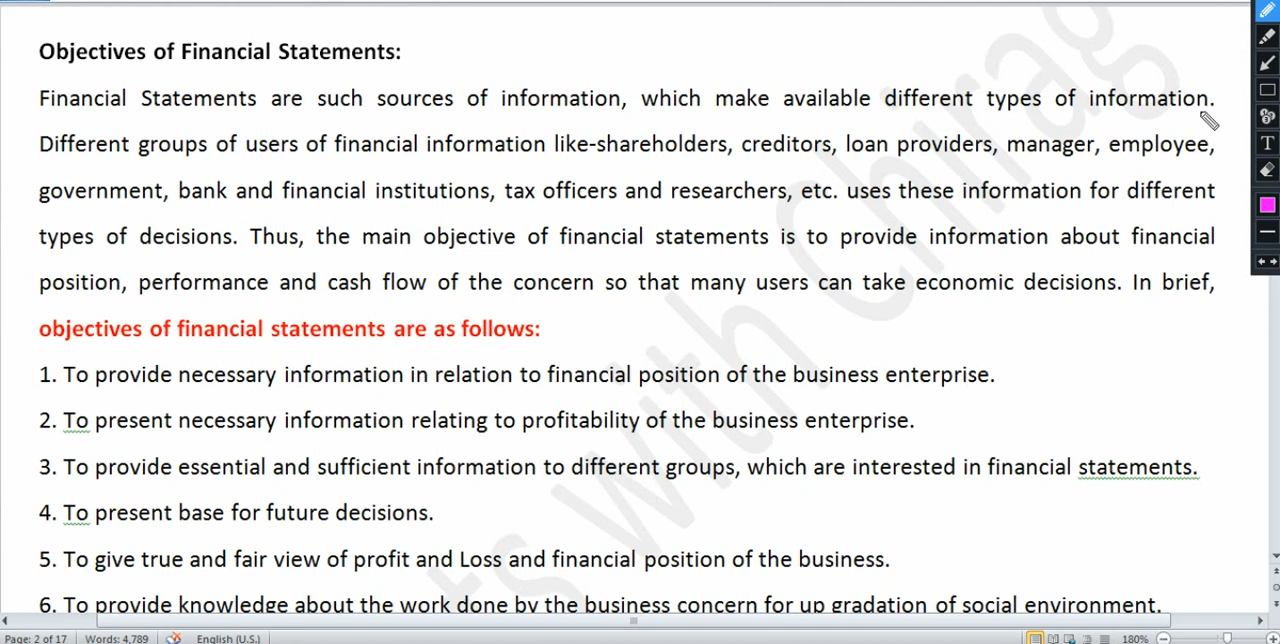 Objectives of Financial Statements:
Financial Statements are such sources of information, which make available different types of information.
Different groups of users of financial information like-shareholders, creditors, loan providers, manager, employee,
government, bank and financial institutions, tax officers and researchers, etc. uses these information for different
types of decisions. Thus, the main objective of financial statements is to provide information about financial
position, performance and cash flow of the concern so that many users can take economic decisions. In brief,
objectives of financial statements are as follows:
1. To provide necessary information in relation to financial position of the business enterprise.
2. To present necessary information relating to profitability of the business enterprise.
3. To provide essential and sufficient information to different groups, which are interested in financial statements.
4. To present base for future decisions.
5. To give true and fair view of profit and Loss and financial position of the business.
6. To provide knowledge about the work done by the business concern for up gradation of social environment.
ts with Chirag
T
Page: 2 of 17
Words: 4,789
English (U.S.)
180%